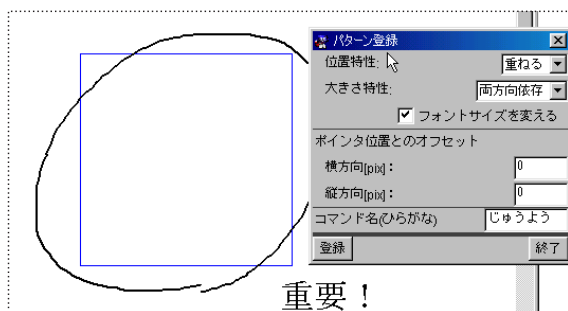 パターン登録
位置特性: 重ねる
大きさ特性: 両方向依存
フォントサイズを変える
ポインタ位置とのオフセット
横方向[pix]: 0
縦方向[pix]: 0
コマンド名(ひらがな) じゅうよう
登録 終了
重要！